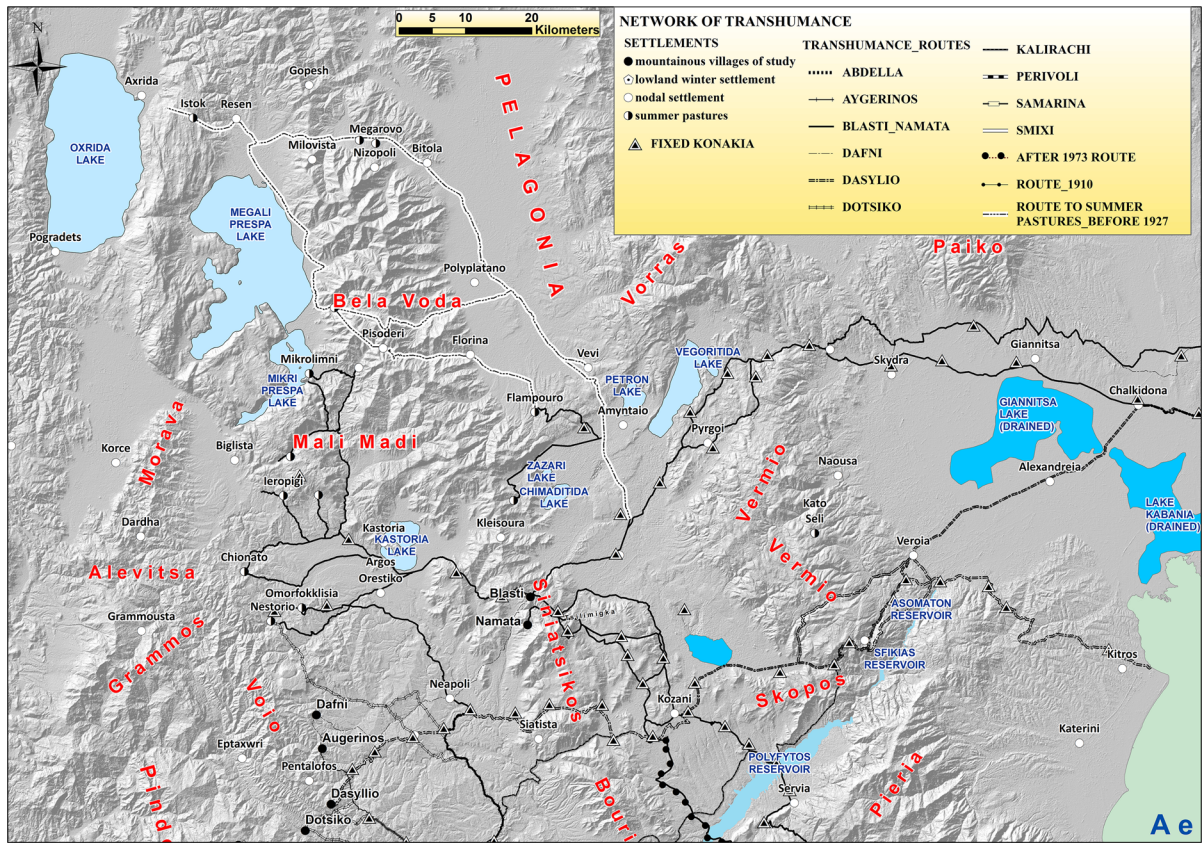 N
0 5 10 20
Kilometers
NETWORK OF TRANSHUMANCE
SETTLEMENTS
mountainous villages of study
lowland winter settlement
nodal settlement
summer pastures
FIXED KONAKIA
TRANSHUMANCE_ROUTES
ABDELLA
AYGERINOS
BLASTI_NAMATA
DAFNI
DASYLIO
DOTSIKO
KALIRACHI
PERIVOLI
SAMARINA
SMIXI
AFTER 1973 ROUTE
ROUTE_1910
ROUTE TO SUMMER
PASTURES_BEFORE 1927
Axrida
Gopesh
Istok
Resen
OXRIDA
LAKE
Megarovo
Milovista
Nizopoli
Bitola
PELAGONIA
MEGALI
PRESPA
LAKE
Pogradets
Polyplatano
Vorras
Paiko
Bela Voda
Pisoderi
Florina
Vevi
VEGORITIDA
LAKE
Skydra
Giannitsa
Mikrolimni
MIKRI
PRESPA
LAKE
PETRON
LAKE
Flampouro
Amyntaio
Chalkidona
GIANNITSA
LAKE
(DRAINED)
Morava
Mali Madi
Pyrgoi
Korce
Biglista
Naousa
Alexandreia
ZAZARI
LAKE
CHIMADITIDA
LAKE
Ieropigi
Vermio
Kato
Seli
LAKE
KABANIA
(DRAINED)
Dardha
Kleisoura
Kastoria
KASTORIA
LAKE
Chionato
Argos
Orestiko
Vermio
Veroia
Alevitsa
Omorfokklisia
Nestorio
Blasti
Siniatsikos
Namata
ASOMATON
RESERVOIR
Grammousta
Grammos
SFIKIAS
RESERVOIR
Kitros
Voio
Neapoli
Kozani
Skopos
Dafni
Siatista
Katerini
Augerinos
Eptaxwri
POLYFYTOS
RESERVOIR
Pentalofos
Pind
Bouri
Servia
Pieria
Dasyllio
Dotsiko
Ae